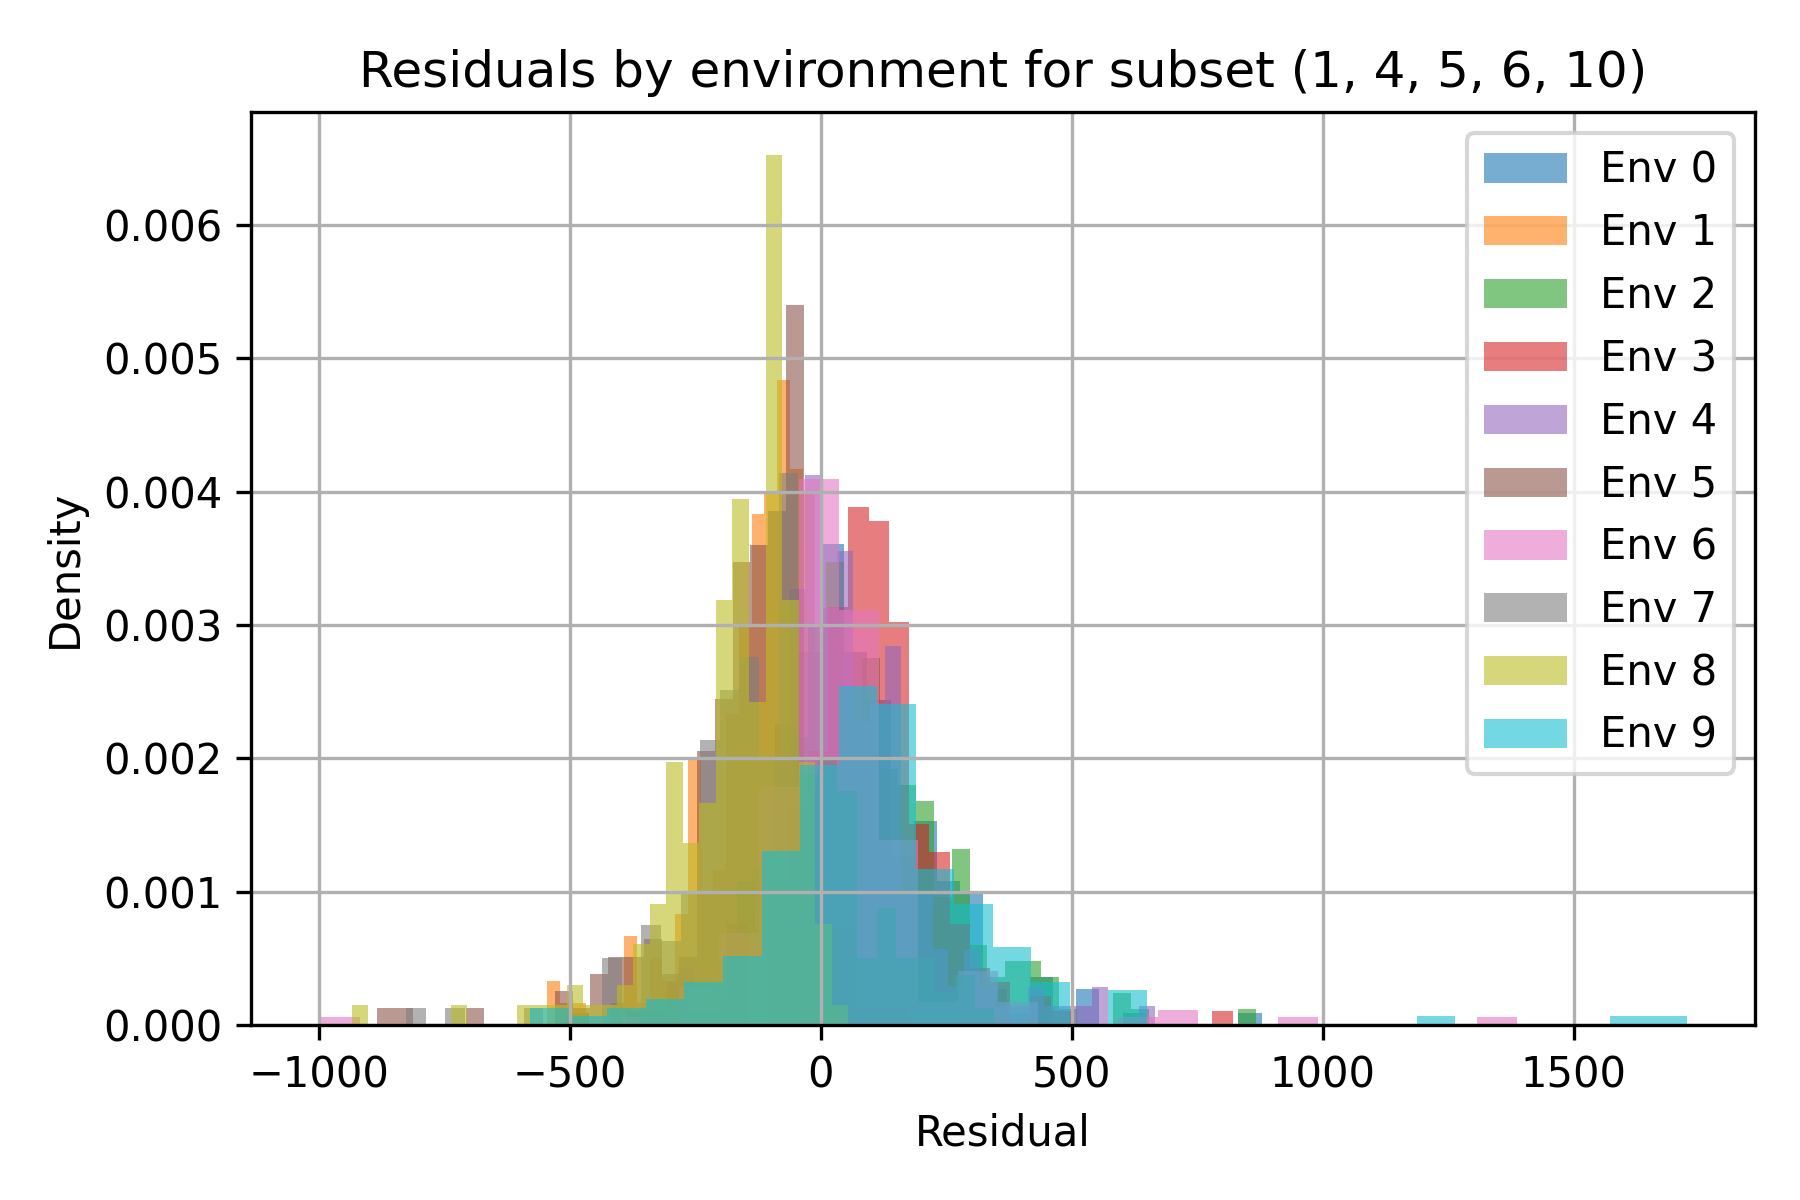 Residuals by environment for subset (1, 4, 5, 6, 10)
Density
0.006
0.005
0.004
0.003
0.002
0.001
0.000
−1000
−500
0
500
1000
1500
Residual
Env 0
Env 1
Env 2
Env 3
Env 4
Env 5
Env 6
Env 7
Env 8
Env 9